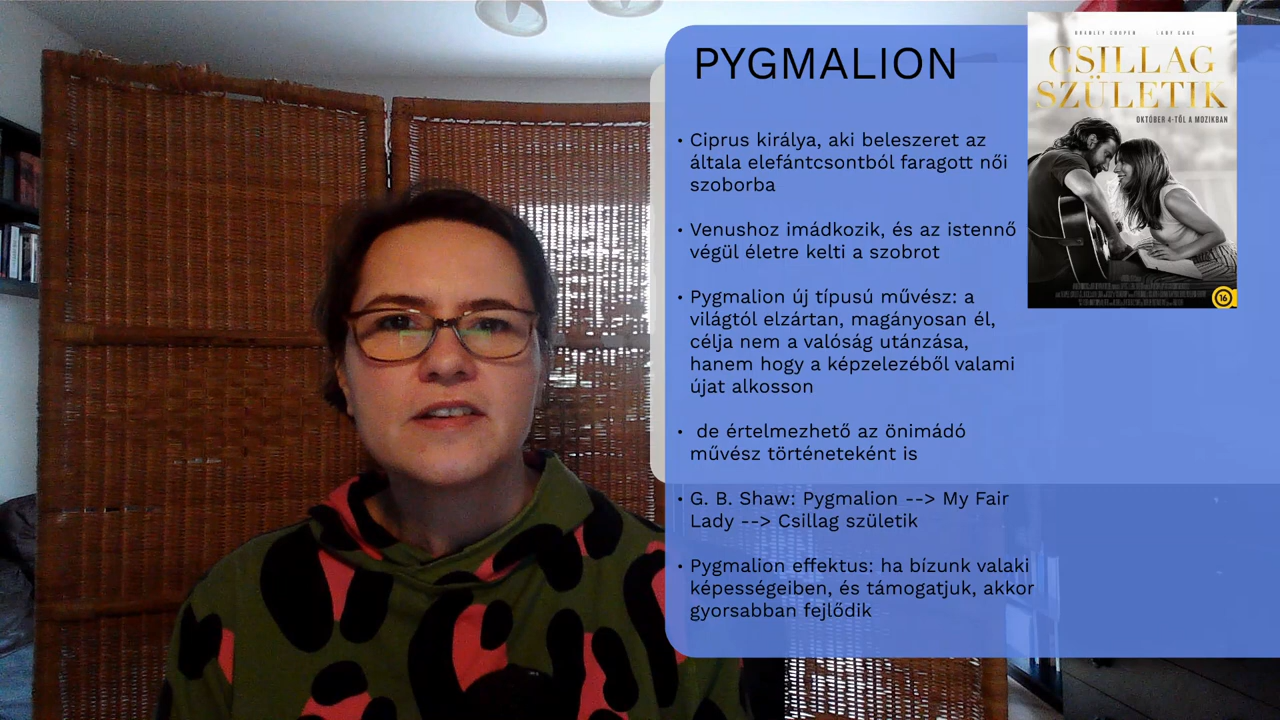 PYGMALION
• Ciprus királya, aki beleszeret az
általa elefántcsontból faragott női
szoborba
• Venushoz imádkozik, és az istennő
végül életre kelti a szobrot
• Pygmalion új típusú művész: a
világtól elzártan, magányosan él,
célja nem a valóság utánzása,
hanem hogy a képzelezéből valami
újat alkosson
• de értelmezhető az önimádó
művész történeteként is
• G. B. Shaw: Pygmalion --> My Fair
Lady --> Csillag születik
• Pygmalion effektus: ha bízunk valaki
képességeiben, és támogatjuk, akkor
gyorsabban fejlődik
BRADLEY COOPER LADY GAGA
CSILLAG
SZÜLETIK
OKTÓBER 4-TŐL A MOZIKBAN
16